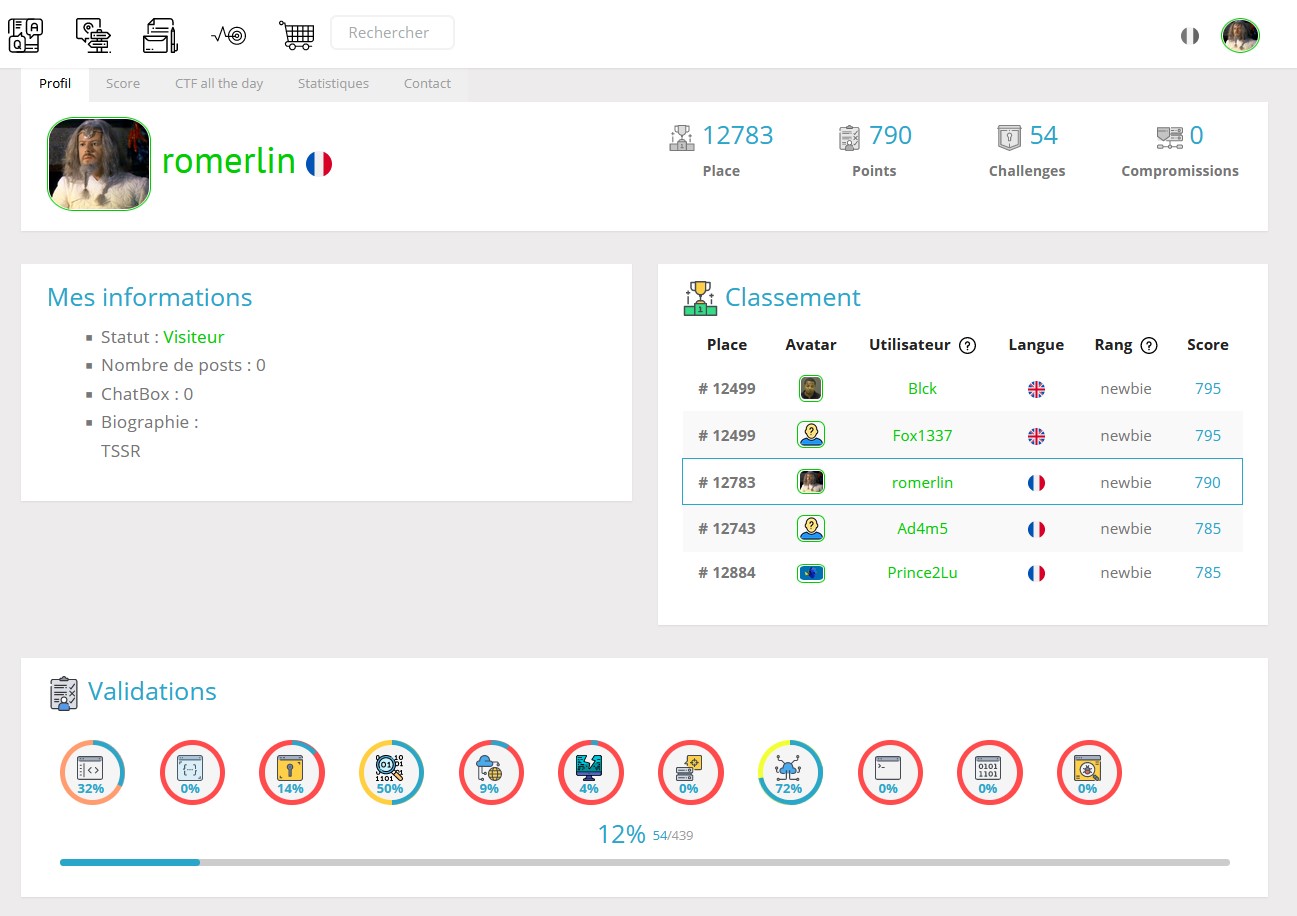 Rechercher
Profil Score CTF all the day Statistiques Contact
romerlin
12783 790 54 0
Place Points Challenges Compromissions
Mes informations
Statut : Visiteur
Nombre de posts : 0
ChatBox : 0
Biographie :
TSSR
Classement
Place Avatar Utilisateur ? Langue Rang ? Score
# 12499 Blck newbie 795
# 12499 Fox1337 newbie 795
# 12783 romerlin newbie 790
# 12743 Ad4m5 newbie 785
# 12884 Prince2Lu newbie 785
Validations
32% 0% 14% 50% 9% 4% 0% 72% 0% 0% 0%
12% 54/439